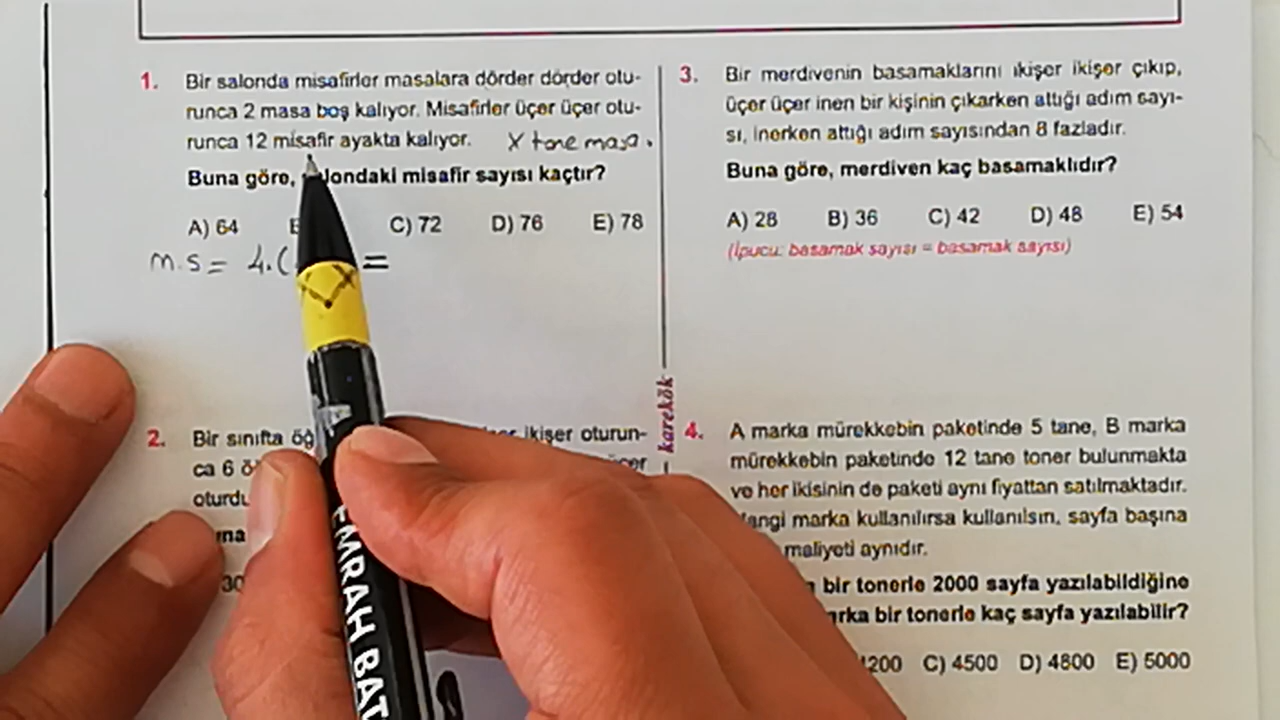 1. Bir salonda misafirler masalara dörder dörder otu-
runca 2 masa boş kalıyor. Misafirler üçer üçer otu-
runca 12 misafir ayakta kalıyor. x tane masa.
Buna göre, londaki misafir sayısı kaçtır?
A) 64 C) 72 D) 76 E) 78
m.s = 4.( =
2. Bir sınıfta ikişer oturun-
ca 6
oturdu
30
3. Bir merdivenin basamaklarını ikişer ikişer çıkıp,
üçer üçer inen bir kişinin çıkarken attığı adım sayı-
sı, inerken attığı adım sayısından 8 fazladır.
Buna göre, merdiven kaç basamaklıdır?
A) 28 B) 36 C) 42 D) 48 E) 54
(İpucu: basamak sayısı = basamak sayısı)
karekök
4. A marka mürekkebin paketinde 5 tane, B marka
mürekkebin paketinde 12 tane toner bulunmakta
ve her ikisinin de paketi aynı fiyattan satılmaktadır.
angi marka kullanılırsa kullanılsın, sayfa başına
maliyeti aynıdır.
bir tonerle 2000 sayfa yazılabildiğine
rka bir tonerle kaç sayfa yazılabilir?
4200 C) 4500 D) 4800 E) 5000
EMRAH BAT